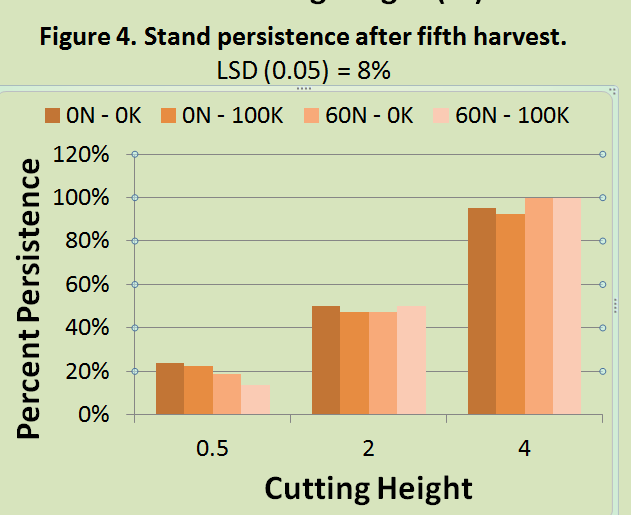 Figure 4. Stand persistence after fifth harvest.
LSD (0.05) = 8%
0N - 0K 0N - 100K 60N - 0K 60N - 100K
120%
100%
80%
60%
40%
20%
0%
Percent Persistence
0.5 2 4
Cutting Height